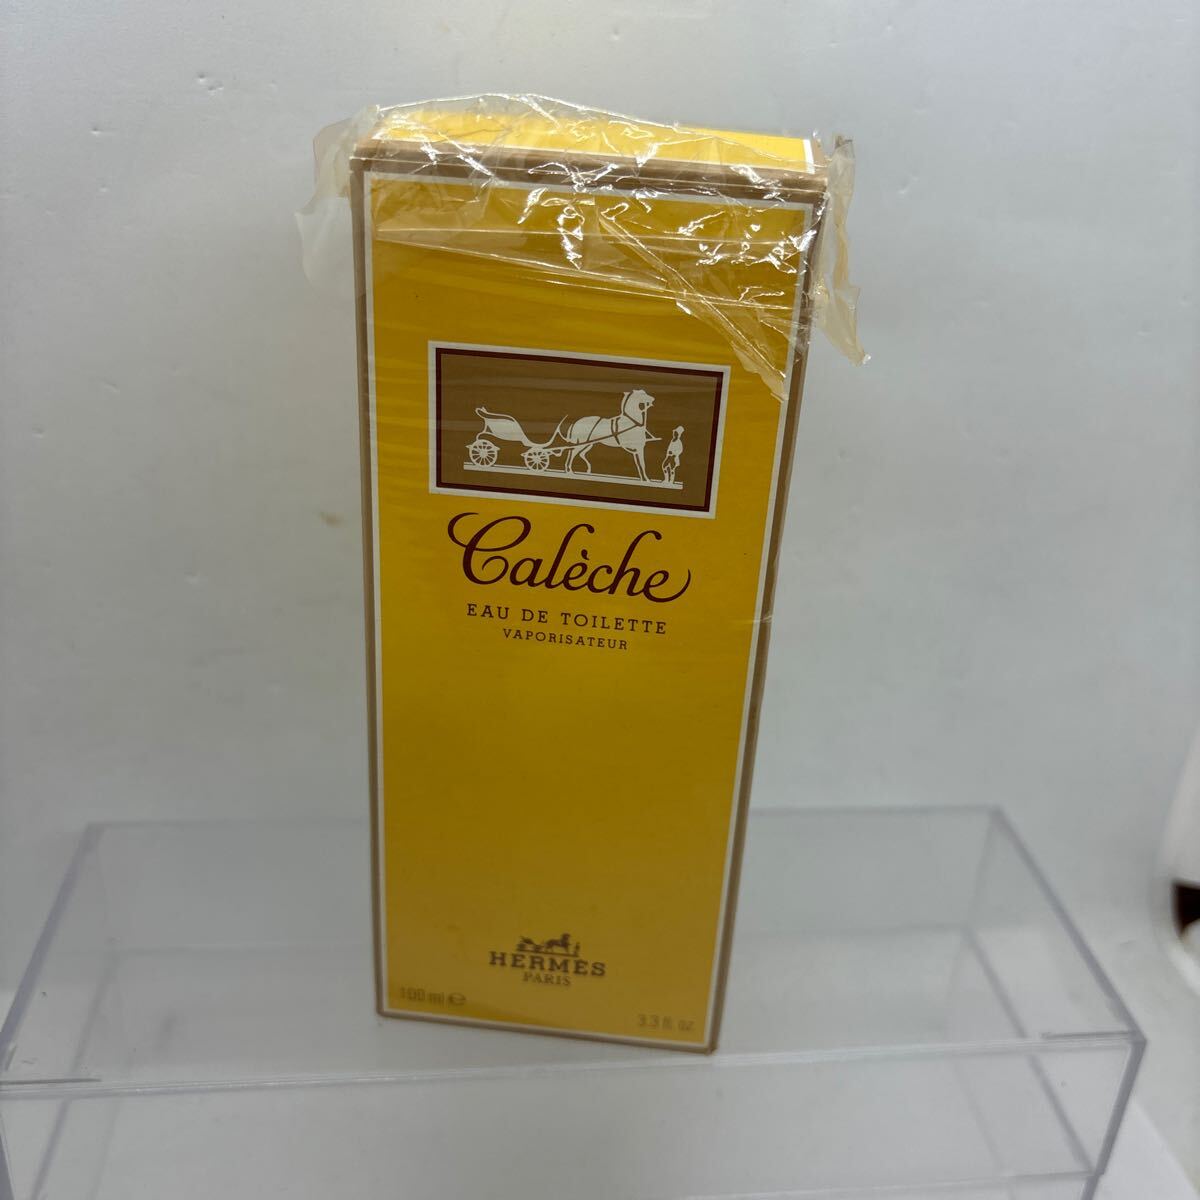 Calèche
EAU DE TOILETTE
VAPORISATEUR
HERMÈS
PARIS
100 ml ℮
3.3 fl. oz.